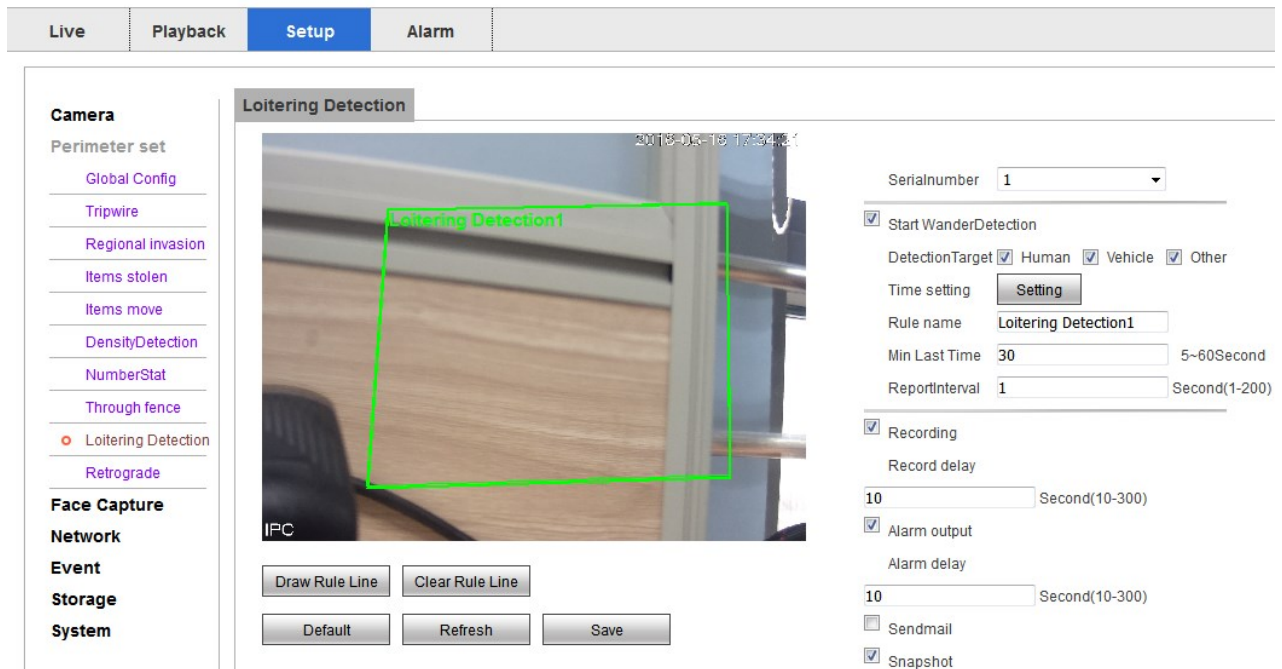 Live Playback Setup Alarm
Loitering Detection
Camera
Perimeter set
Global Config
Tripwire
Regional invasion
Items stolen
Items move
DensityDetection
NumberStat
Through fence
Loitering Detection
Retrograde
Face Capture
Network
Event
Storage
System
Loitering Detection1
IPC
Draw Rule Line Clear Rule Line
Default Refresh Save
Serialnumber 1
Start WanderDetection
DetectionTarget Human Vehicle Other
Time setting Setting
Rule name Loitering Detection1
Min Last Time 30 5~60Second
ReportInterval 1 Second(1-200)
Recording
Record delay
10 Second(10-300)
Alarm output
Alarm delay
10 Second(10-300)
Sendmail
Snapshot